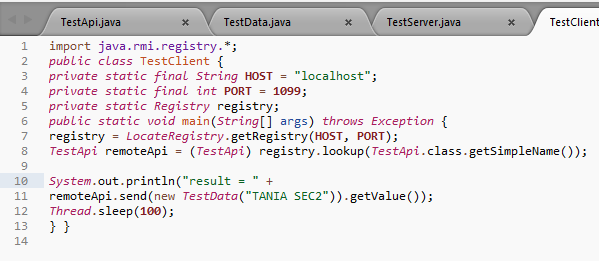 TestApi.java × TestData.java × TestServer.java × TestClient
1 import java.rmi.registry.*;
2 public class TestClient {
3 private static final String HOST = "localhost";
4 private static final int PORT = 1099;
5 private static Registry registry;
6 public static void main(String[] args) throws Exception {
7 registry = LocateRegistry.getRegistry(HOST, PORT);
8 TestApi remoteApi = (TestApi) registry.lookup(TestApi.class.getSimpleName());
9
10 System.out.println("result = " +
11 remoteApi.send(new TestData("TANIA SEC2")).getValue());
12 Thread.sleep(100);
13 } }
14